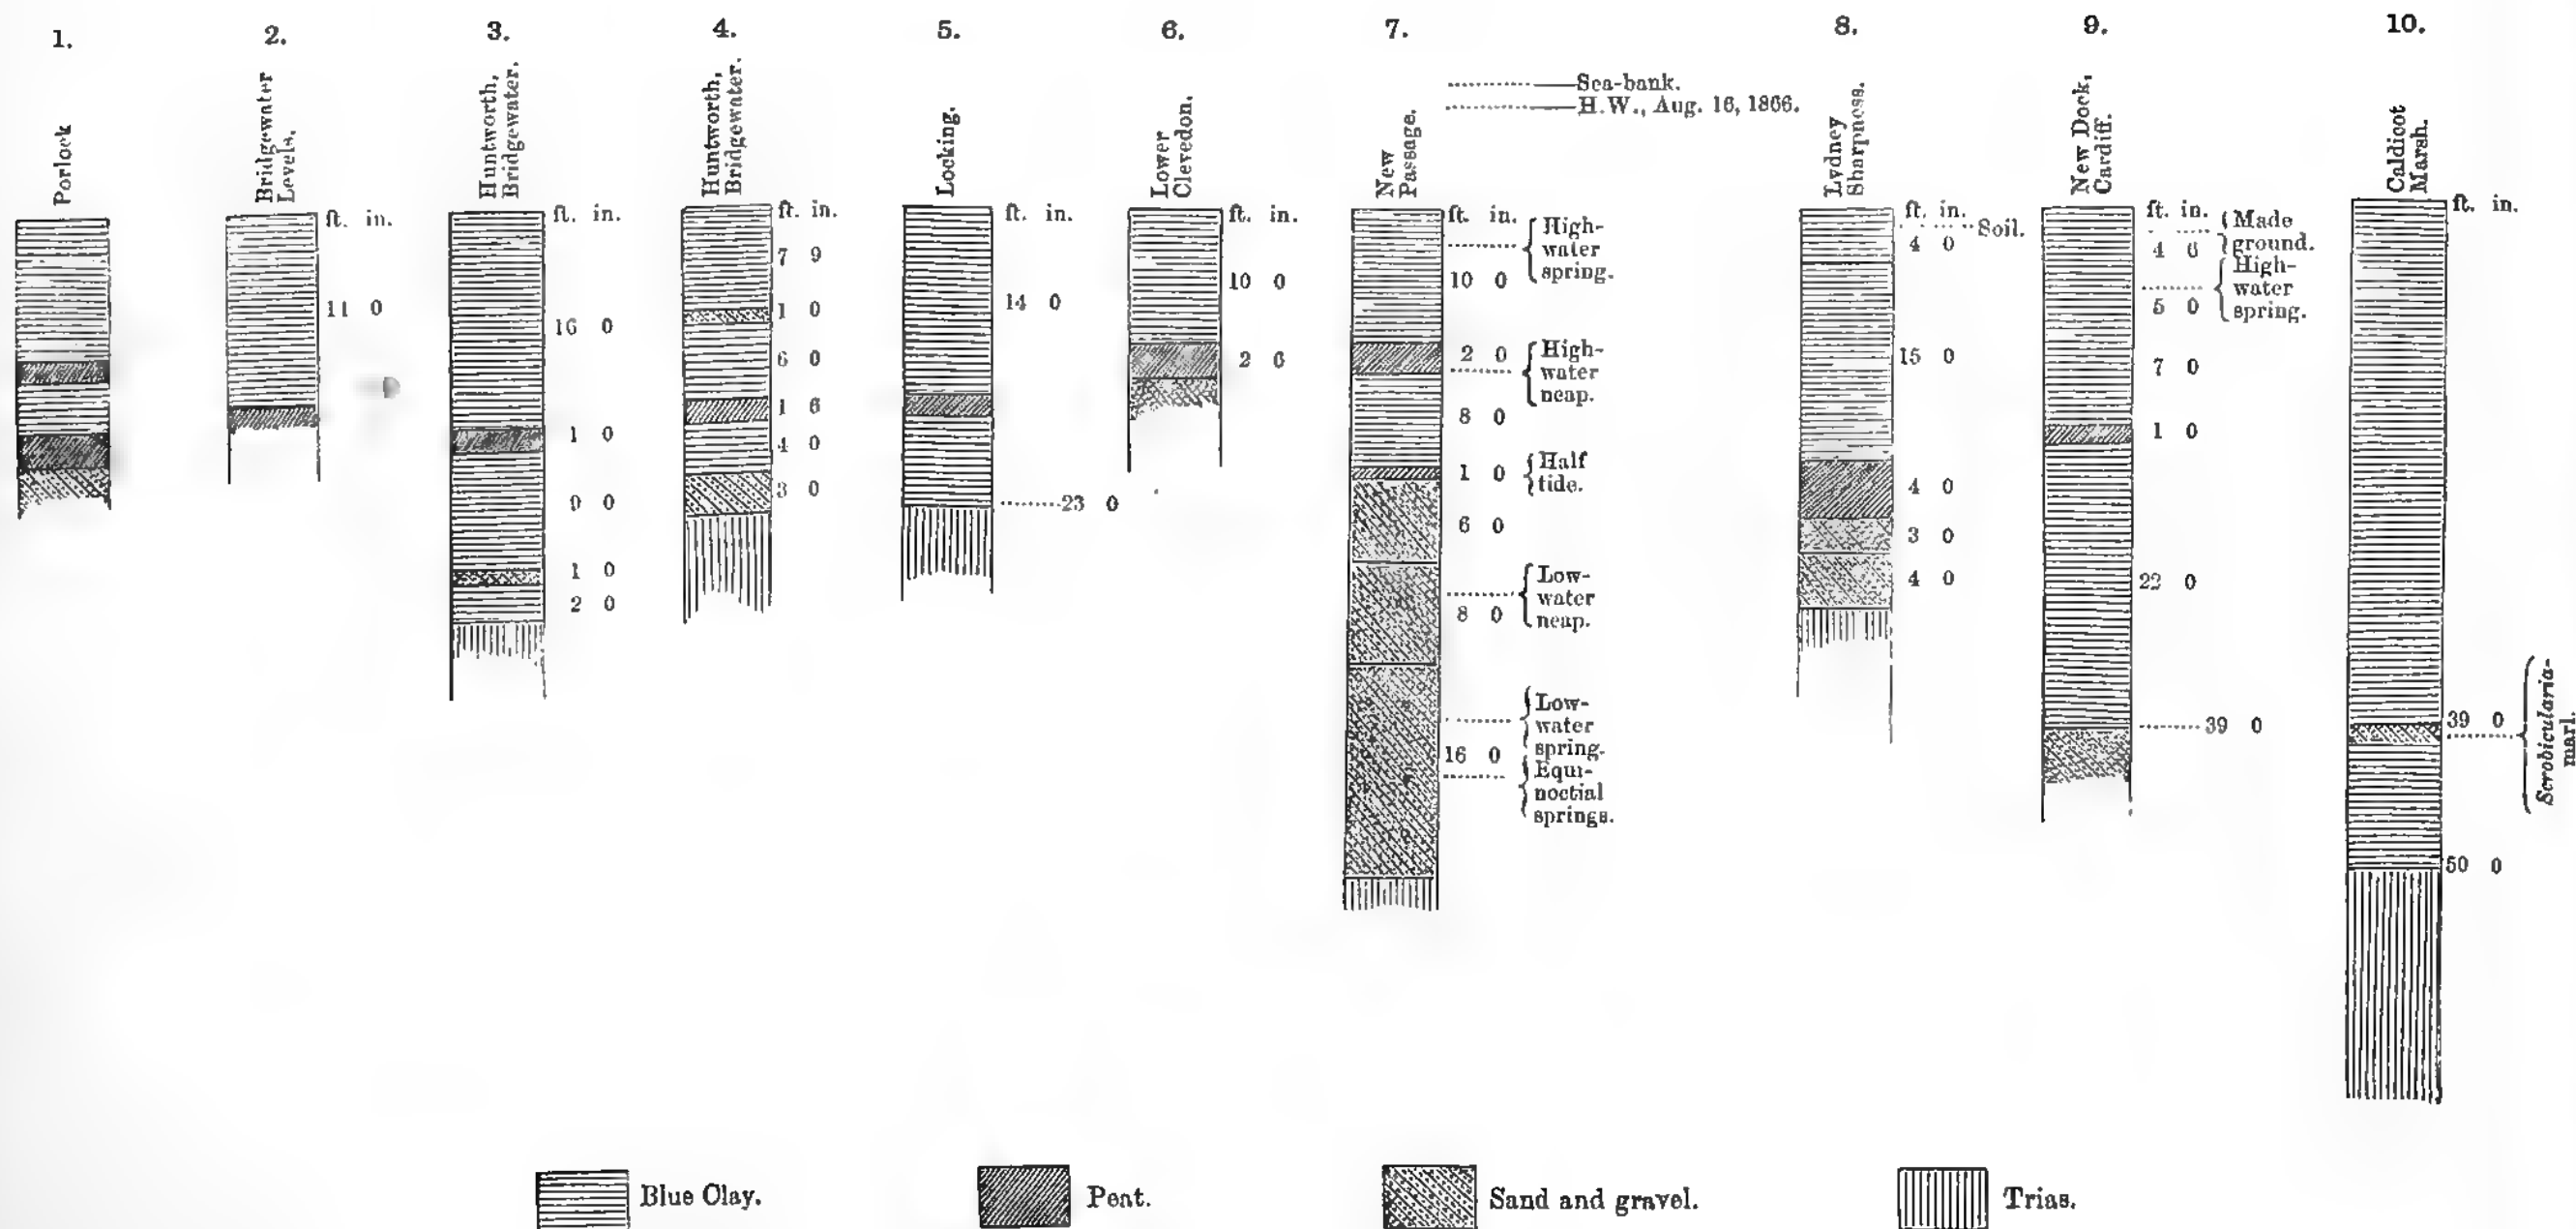 1.
Porlock
2.
Bridgewater
Levels.
ft. in.
11 0
3.
Huntworth,
Bridgewater.
ft. in.
16 0
1 0
9 0
1 0
2 0
4.
Huntworth,
Bridgewater.
ft. in.
7 9
1 0
6 0
1 6
4 0
3 0
5.
Locking.
ft. in.
14 0
23 0
6.
Lower
Clevedon.
ft. in.
10 0
2 6
7.
New
Passage.
Sea-bank.
H.W., Aug. 16, 1866.
ft. in.
High-
water
spring.
10 0
2 0
High-
water
neap.
8 0
1 0
Half
tide.
6 0
Low-
water
neap.
8 0
Low-
water
spring.
16 0
Equi-
noctial
springs.
8.
Lydney
Sharpness.
ft. in.
Soil.
4 0
15 0
4 0
3 0
4 0
9.
New Dock,
Cardiff.
ft. in.
Made
ground.
4 6
High-
water
spring.
5 0
7 0
1 0
22 0
39 0
10.
Caldicot
Marsh.
ft. in.
39 0
Scrobicularia-
marl.
50 0
Blue Clay.
Peat.
Sand and gravel.
Trias.